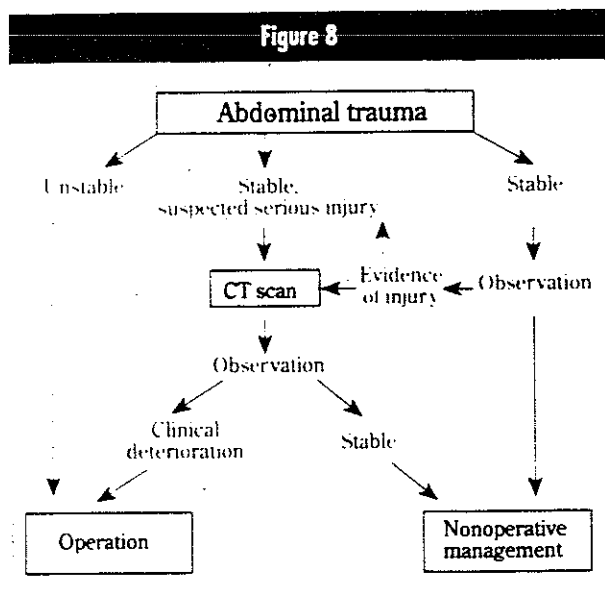 Figure 8
Abdominal trauma
Unstable
Stable,
suspected serious injury
Stable
CT scan
Evidence
of injury
Observation
Observation
Clinical
deterioration
Stable
Operation
Nonoperative
management